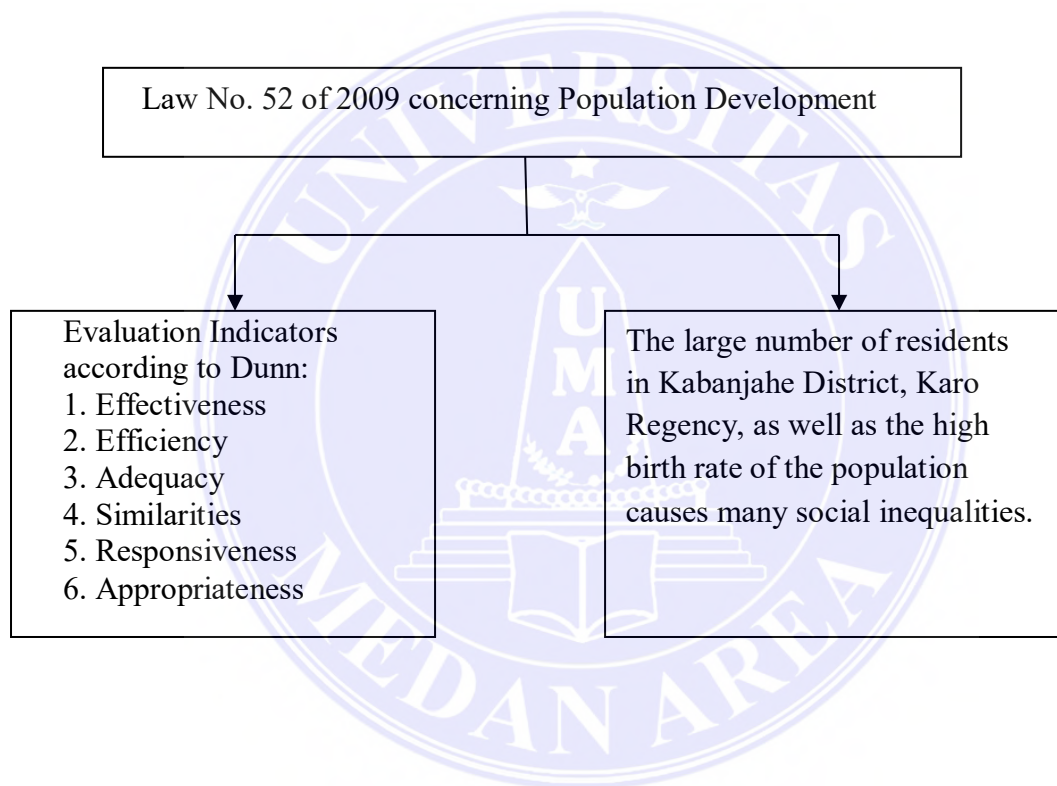 Law No. 52 of 2009 concerning Population Development
Evaluation Indicators
according to Dunn:
1. Effectiveness
2. Efficiency
3. Adequacy
4. Similarities
5. Responsiveness
6. Appropriateness
The large number of residents
in Kabanjahe District, Karo
Regency, as well as the high
birth rate of the population
causes many social inequalities.
UNIVERSITAS
UMA
MEDAN AREA